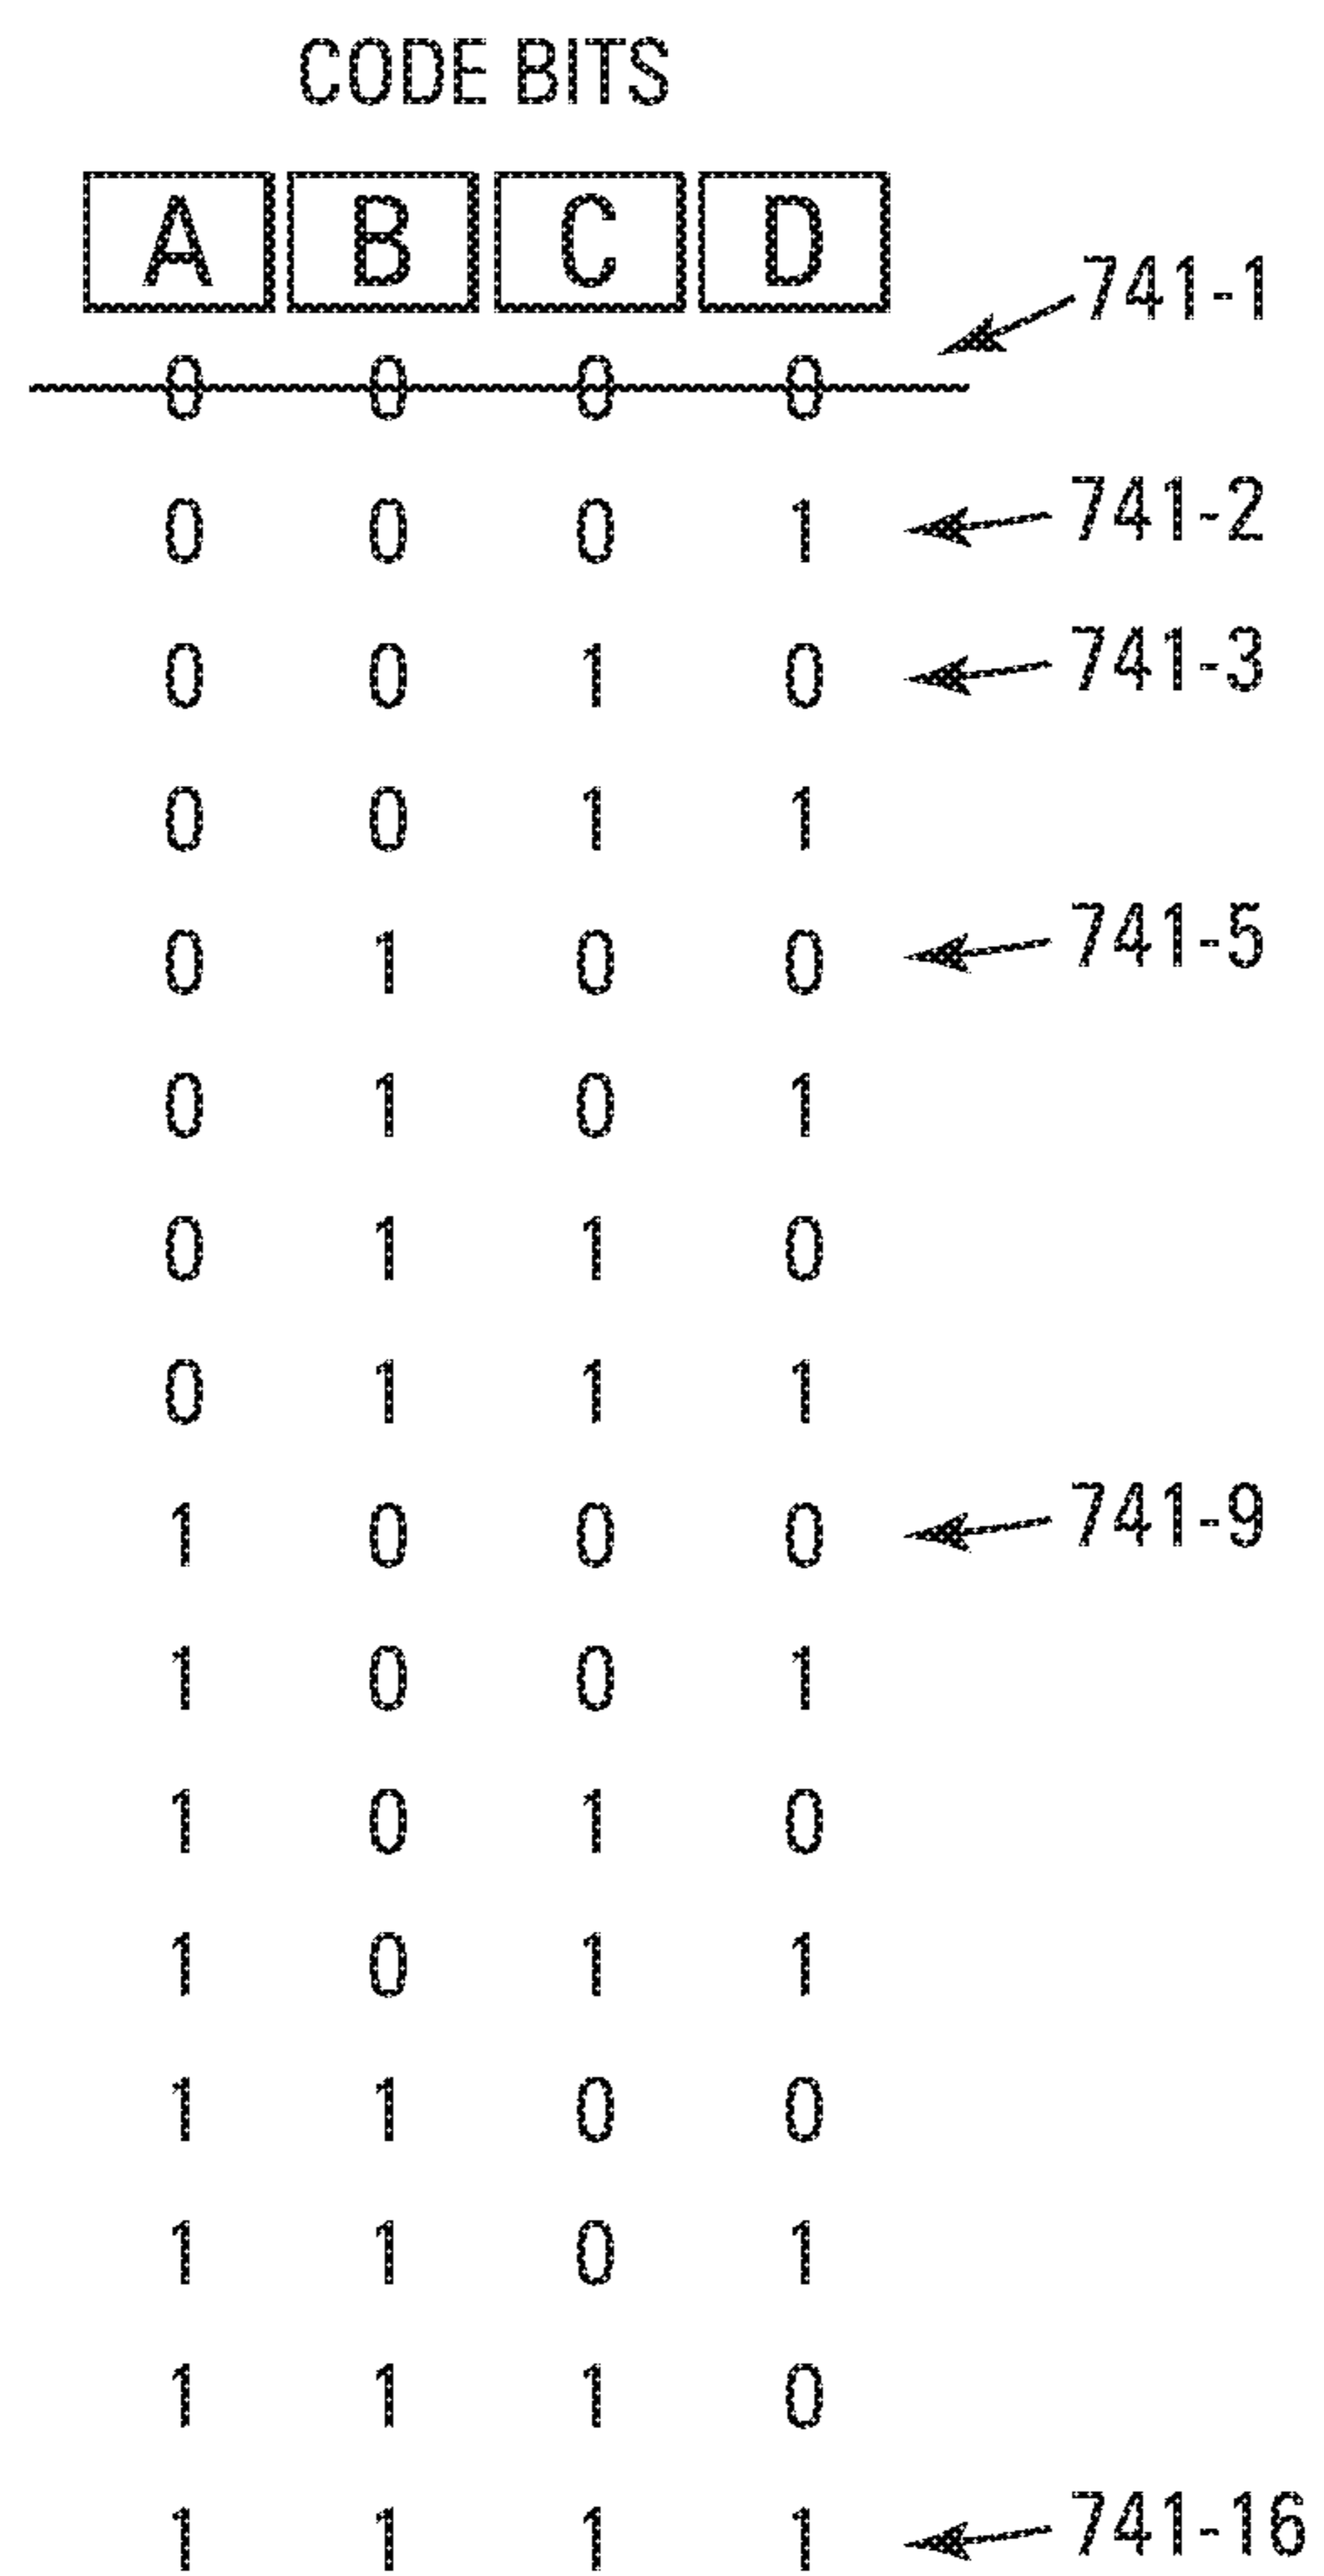 CODE BITS
A B C D
0 0 0 0 741-1
0 0 0 1 741-2
0 0 1 0 741-3
0 0 1 1
0 1 0 0 741-5
0 1 0 1
0 1 1 0
0 1 1 1
1 0 0 0 741-9
1 0 0 1
1 0 1 0
1 0 1 1
1 1 0 0
1 1 0 1
1 1 1 0
1 1 1 1 741-16